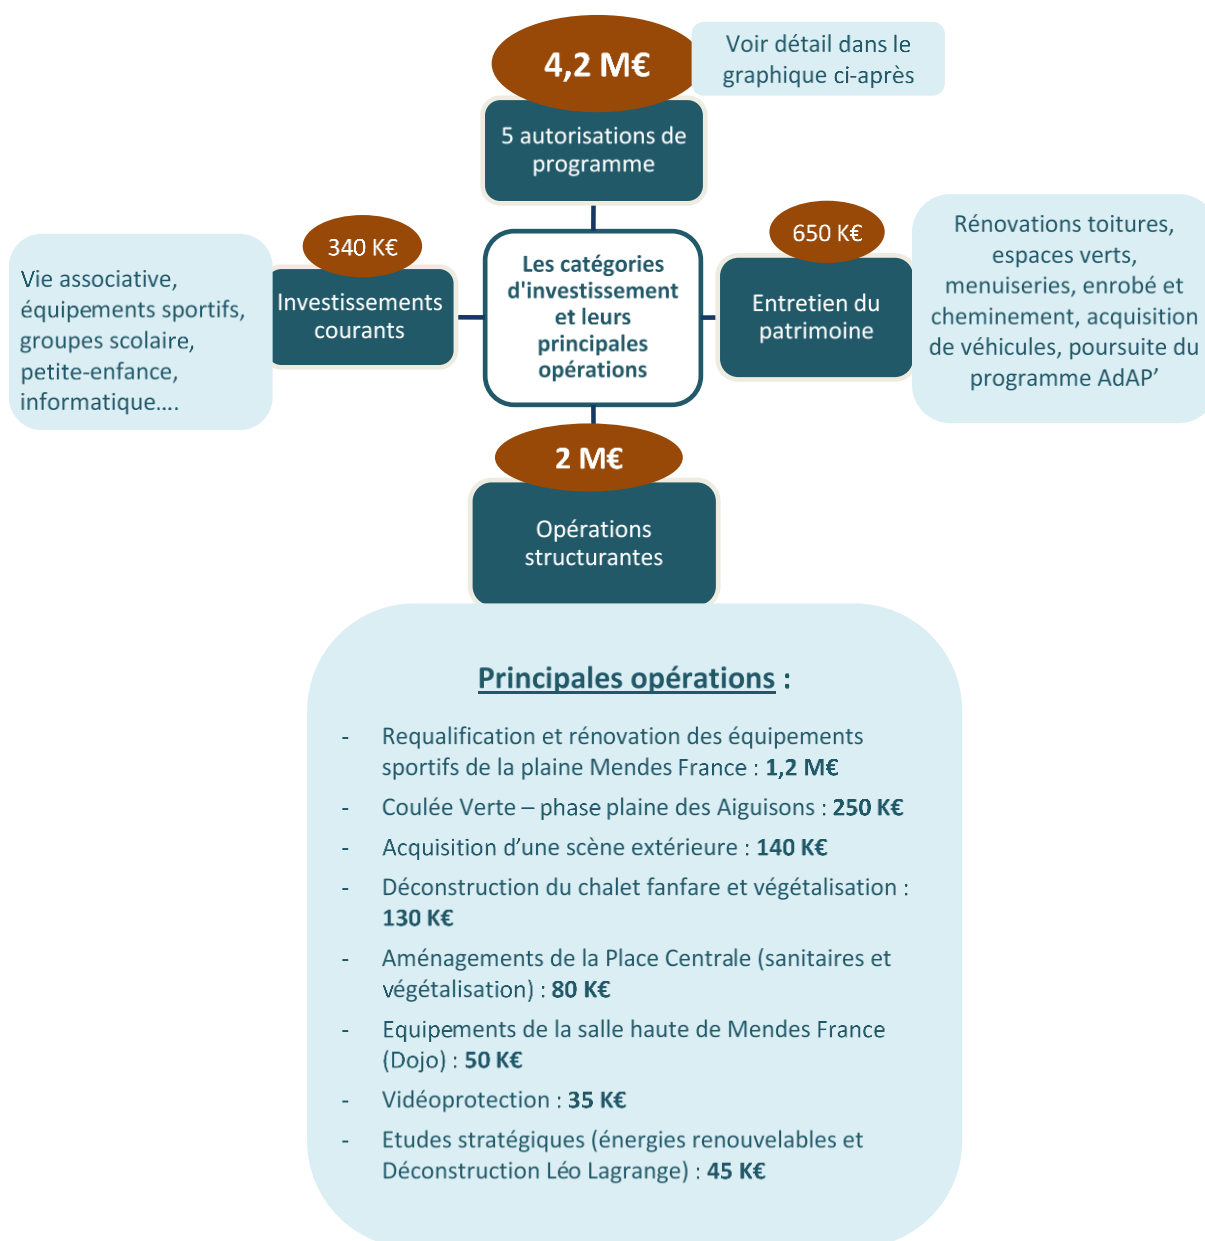 4,2 M€
Voir détail dans le
graphique ci-après
5 autorisations de
programme
340 K€
Investissements
courants
Vie associative,
équipements sportifs,
groupes scolaire,
petite-enfance,
informatique....
Les catégories
d'investissement
et leurs
principales
opérations
650 K€
Entretien du
patrimoine
Rénovations toitures,
espaces verts,
menuiseries, enrobé et
cheminement, acquisition
de véhicules, poursuite du
programme AdAP’
2 M€
Opérations
structurantes
Principales opérations :
- Requalification et rénovation des équipements
sportifs de la plaine Mendes France : 1,2 M€
- Coulée Verte – phase plaine des Aiguisons : 250 K€
- Acquisition d’une scène extérieure : 140 K€
- Déconstruction du chalet fanfare et végétalisation :
130 K€
- Aménagements de la Place Centrale (sanitaires et
végétalisation) : 80 K€
- Equipements de la salle haute de Mendes France
(Dojo) : 50 K€
- Vidéoprotection : 35 K€
- Etudes stratégiques (énergies renouvelables et
Déconstruction Léo Lagrange) : 45 K€